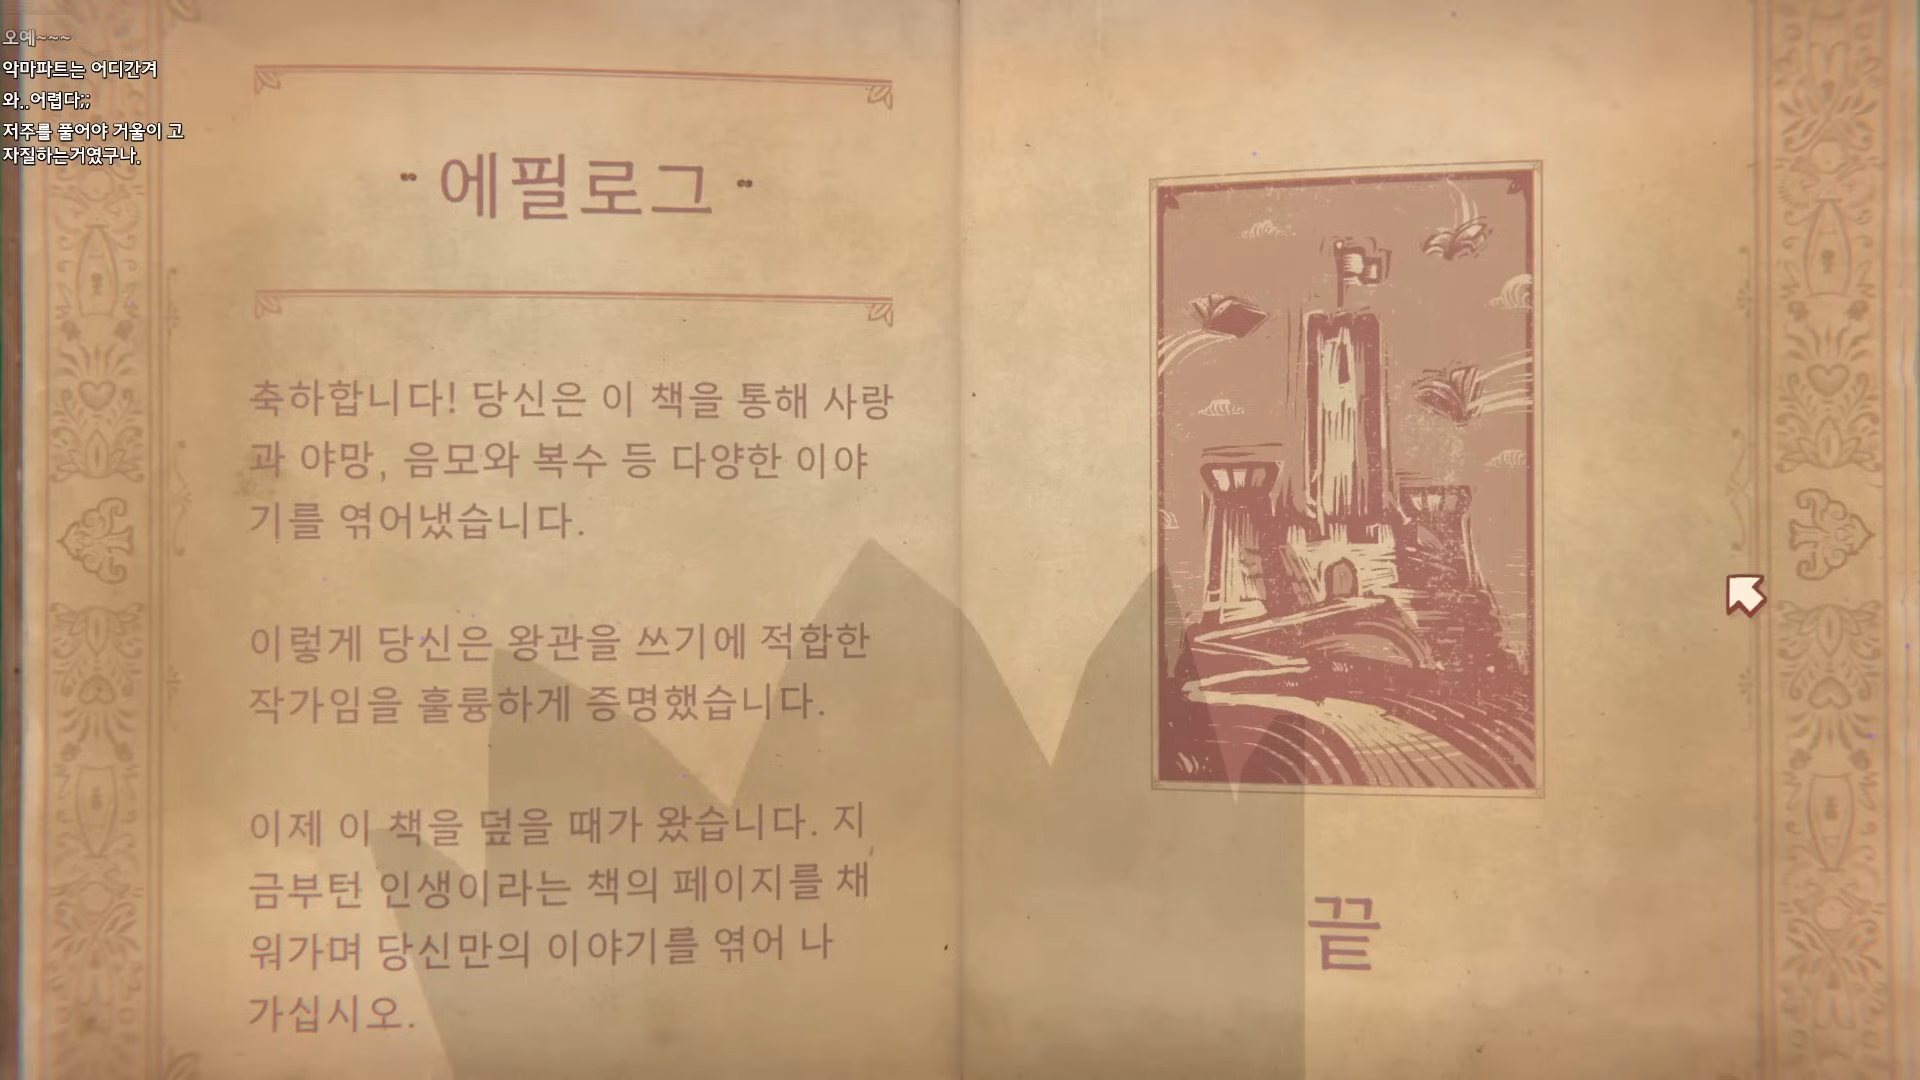 오예~~~
악마파트는 어디간겨
와..어렵다;;
저주를 풀어야 거울이 고
자질하는거였구나.
에필로그
축하합니다! 당신은 이 책을 통해 사랑
과 야망, 음모와 복수 등 다양한 이야
기를 엮어냈습니다.
이렇게 당신은 왕관을 쓰기에 적합한
작가임을 훌륭하게 증명했습니다.
이제 이 책을 덮을 때가 왔습니다. 지
금부턴 인생이라는 책의 페이지를 채
워가며 당신만의 이야기를 엮어 나
가십시오.
끝